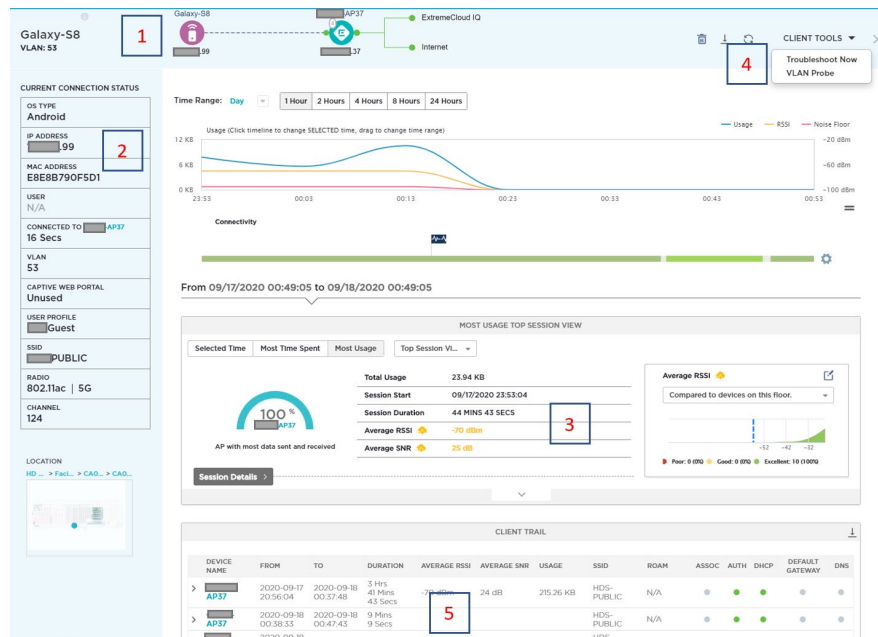 Galaxy-S8
VLAN: 53
1
Galaxy-S8
.99
AP37
.37
ExtremeCloud IQ
Internet
CLIENT TOOLS
4
Troubleshoot Now
VLAN Probe
CURRENT CONNECTION STATUS
OS TYPE
Android
IP ADDRESS
.99
2
MAC ADDRESS
E8E8B790F5D1
USER
N/A
CONNECTED TO AP37
16 Secs
VLAN
53
CAPTIVE WEB PORTAL
Unused
USER PROFILE
Guest
SSID
PUBLIC
RADIO
802.11ac | 5G
CHANNEL
124
LOCATION
HD ... > Faci... > CA0... > CA0...
Time Range: Day 1 Hour 2 Hours 4 Hours 8 Hours 24 Hours
Usage (Click timeline to change SELECTED time, drag to change time range)
Usage RSSI Noise Floor
12 KB -20 dBm
6 KB -60 dBm
0 KB -100 dBm
23:53 00:03 00:13 00:23 00:33 00:43 00:53
Connectivity
From 09/17/2020 00:49:05 to 09/18/2020 00:49:05
MOST USAGE TOP SESSION VIEW
Selected Time Most Time Spent Most Usage Top Session Vi...
100 %
AP37
AP with most data sent and received
Session Details >
Total Usage 23.94 KB
Session Start 09/17/2020 23:53:04
Session Duration 44 MINS 43 SECS
Average RSSI -70 dBm
Average SNR 25 dB
3
Average RSSI
Compared to devices on this floor.
-52 -42 -32
Poor: 0 (0%) Good: 0 (0%) Excellent: 10 (100%)
CLIENT TRAIL
DEVICE NAME FROM TO DURATION AVERAGE RSSI AVERAGE SNR USAGE SSID ROAM ASSOC AUTH DHCP DEFAULT GATEWAY DNS
AP37 2020-09-17 20:56:04 2020-09-18 00:37:48 3 Hrs 41 Mins 43 Secs dBm 24 dB 215.26 KB HDS-PUBLIC N/A
5
AP37 2020-09-18 00:38:33 2020-09-18 00:47:43 9 Mins 9 Secs HDS-PUBLIC N/A